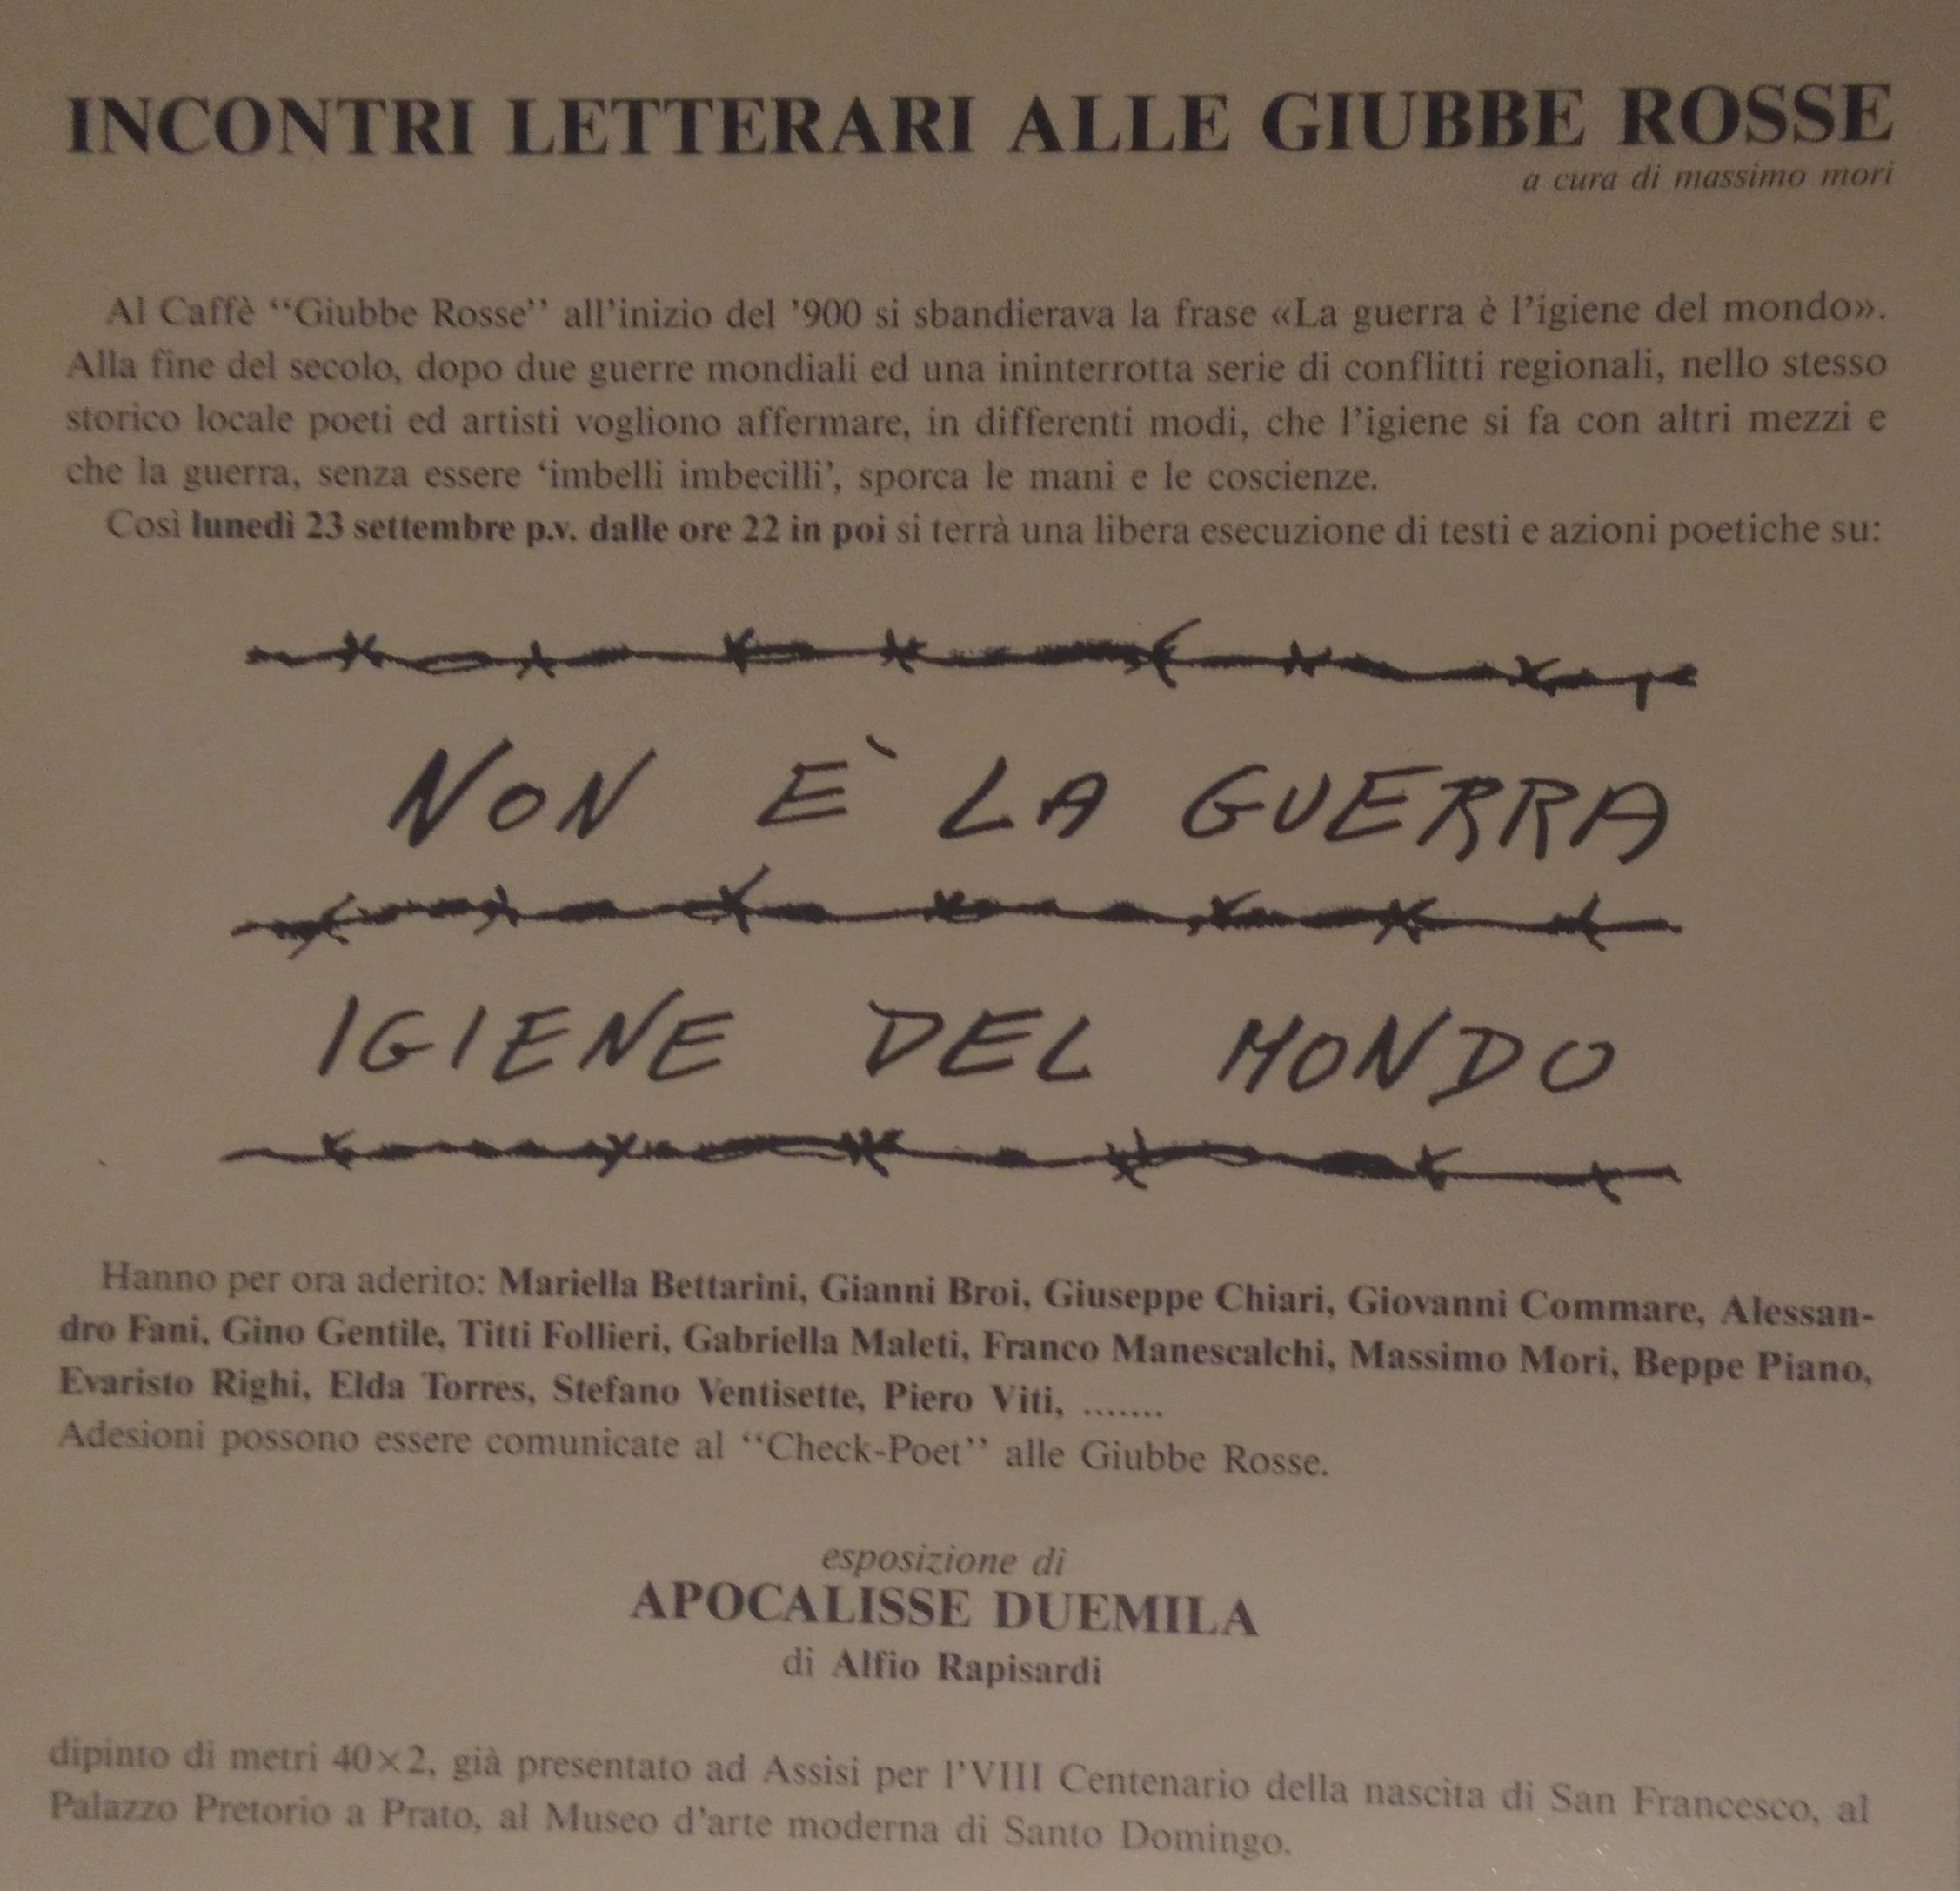 INCONTRI LETTERARI ALLE GIUBBE ROSSE
a cura di massimo mori
Al Caffè “Giubbe Rosse” all’inizio del ’900 si sbandierava la frase «La guerra è l’igiene del mondo».
Alla fine del secolo, dopo due guerre mondiali ed una ininterrotta serie di conflitti regionali, nello stesso
storico locale poeti ed artisti vogliono affermare, in differenti modi, che l’igiene si fa con altri mezzi e
che la guerra, senza essere ‘imbelli imbecilli’, sporca le mani e le coscienze.
Così lunedì 23 settembre p.v. dalle ore 22 in poi si terrà una libera esecuzione di testi e azioni poetiche su:
NON E` LA GUERRA
IGIENE DEL MONDO
Hanno per ora aderito: Mariella Bettarini, Gianni Broi, Giuseppe Chiari, Giovanni Commare, Alessan-
dro Fani, Gino Gentile, Titti Follieri, Gabriella Maleti, Franco Manescalchi, Massimo Mori, Beppe Piano,
Evaristo Righi, Elda Torres, Stefano Ventisette, Piero Viti, .......
Adesioni possono essere comunicate al “Check-Poet” alle Giubbe Rosse.
esposizione di
APOCALISSE DUEMILA
di Alfio Rapisardi
dipinto di metri 40×2, già presentato ad Assisi per l’VIII Centenario della nascita di San Francesco, al
Palazzo Pretorio a Prato, al Museo d’arte moderna di Santo Domingo.